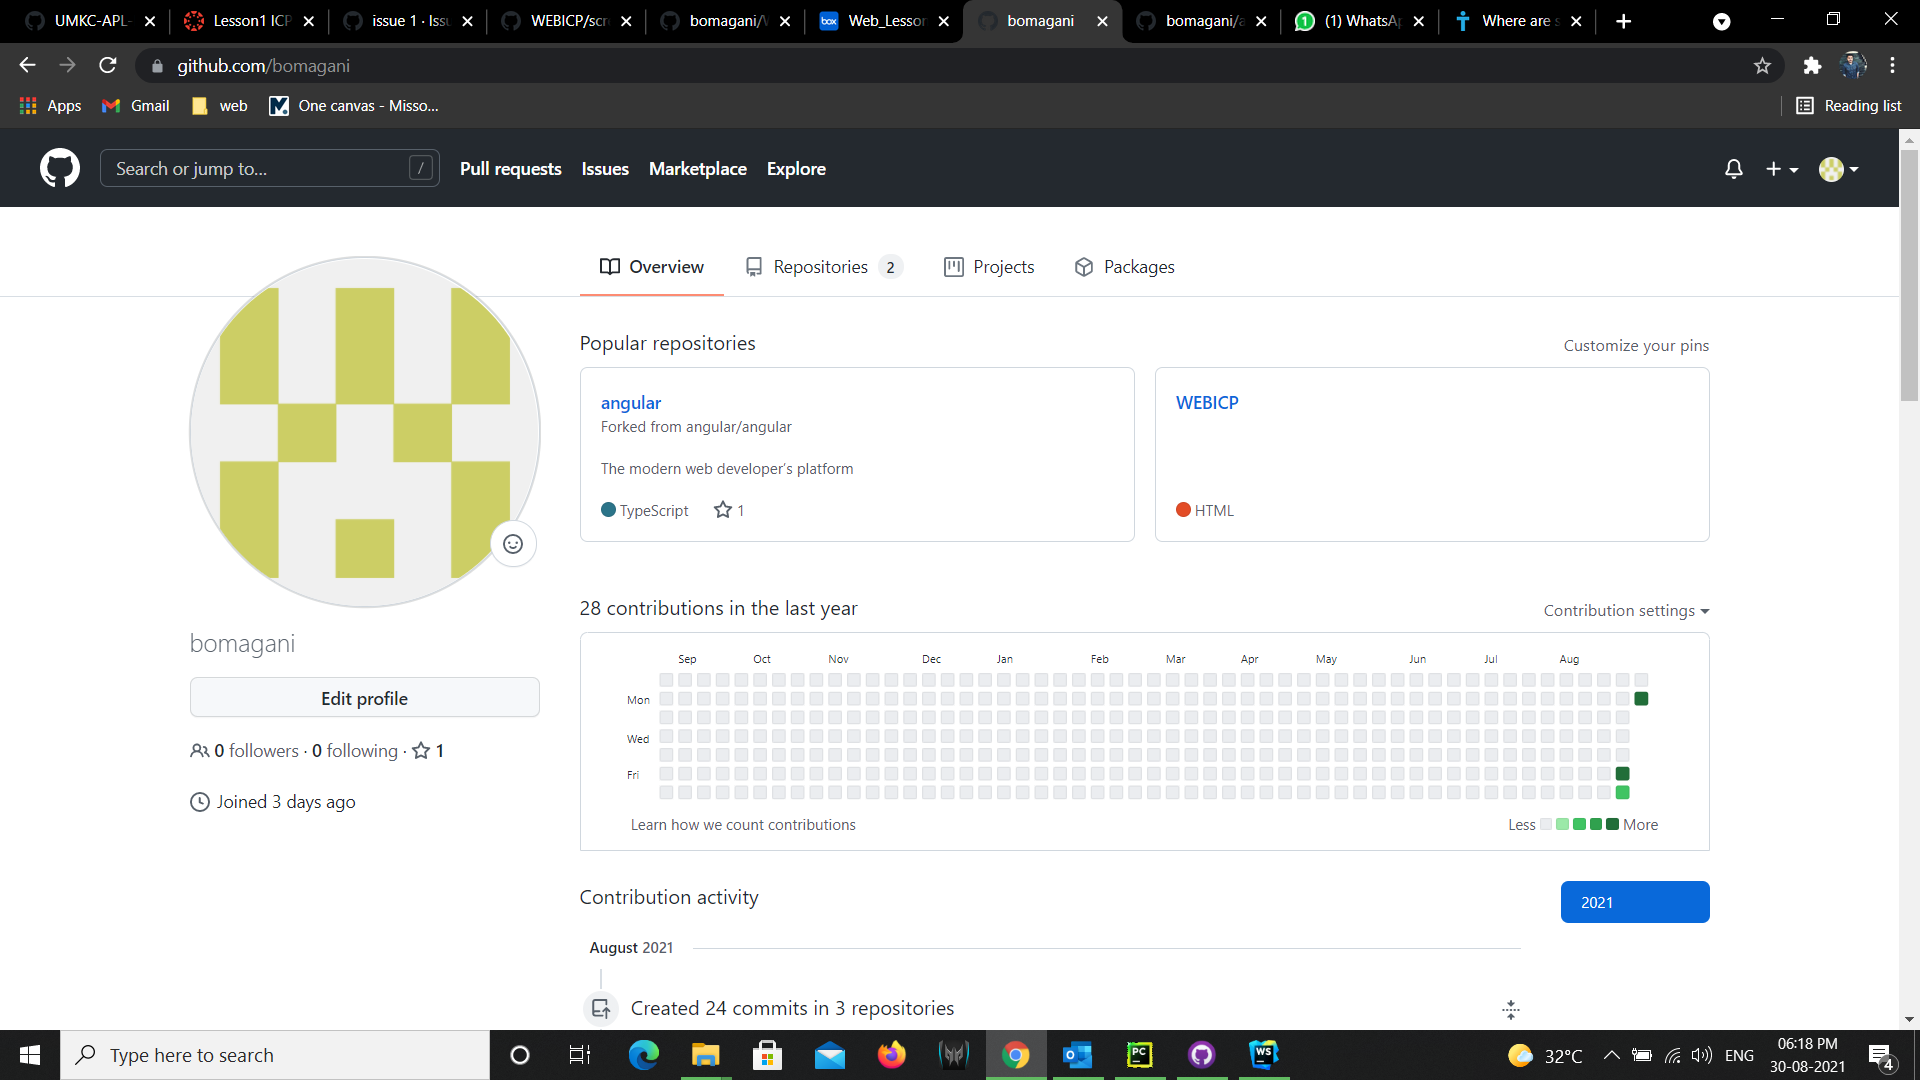 UMKC-APL-
Lesson1 ICP
issue 1 · Issu
WEBICP/scr
bomagani/W
Web_Lesson
bomagani
bomagani/a
(1) WhatsAp
Where are s
github.com/bomagani
Apps
Gmail
web
One canvas - Misso...
Reading list
Search or jump to...
/
Pull requests
Issues
Marketplace
Explore
Overview
Repositories 2
Projects
Packages
Popular repositories
Customize your pins
angular
Forked from angular/angular
The modern web developer's platform
TypeScript
1
WEBICP
HTML
28 contributions in the last year
Contribution settings
Sep Oct Nov Dec Jan Feb Mar Apr May Jun Jul Aug
Mon
Wed
Fri
Learn how we count contributions
Less
More
bomagani
Edit profile
0 followers · 0 following · 1
Joined 3 days ago
Contribution activity
2021
August 2021
Created 24 commits in 3 repositories
Type here to search
32°C
ENG
06:18 PM
30-08-2021
4